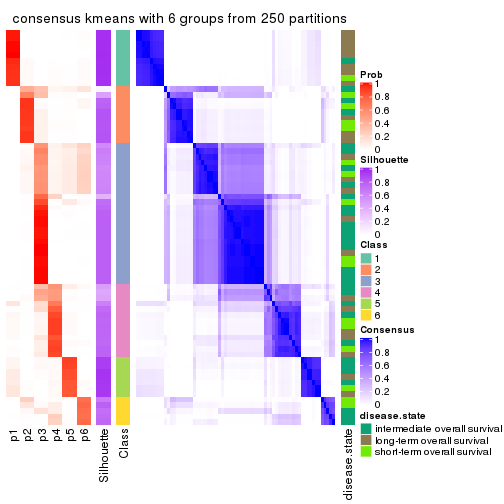 consensus kmeans with 6 groups from 250 partitions
Prob
1
0.8
0.6
0.4
0.2
0
Silhouette
1
0.8
0.6
0.4
0.2
0
Class
1
2
3
4
5
6
Consensus
1
0.8
0.6
0.4
0.2
0
disease.state
intermediate overall survival
long-term overall survival
short-term overall survival
p1
p2
p3
p4
p5
p6
Silhouette
Class
disease.state